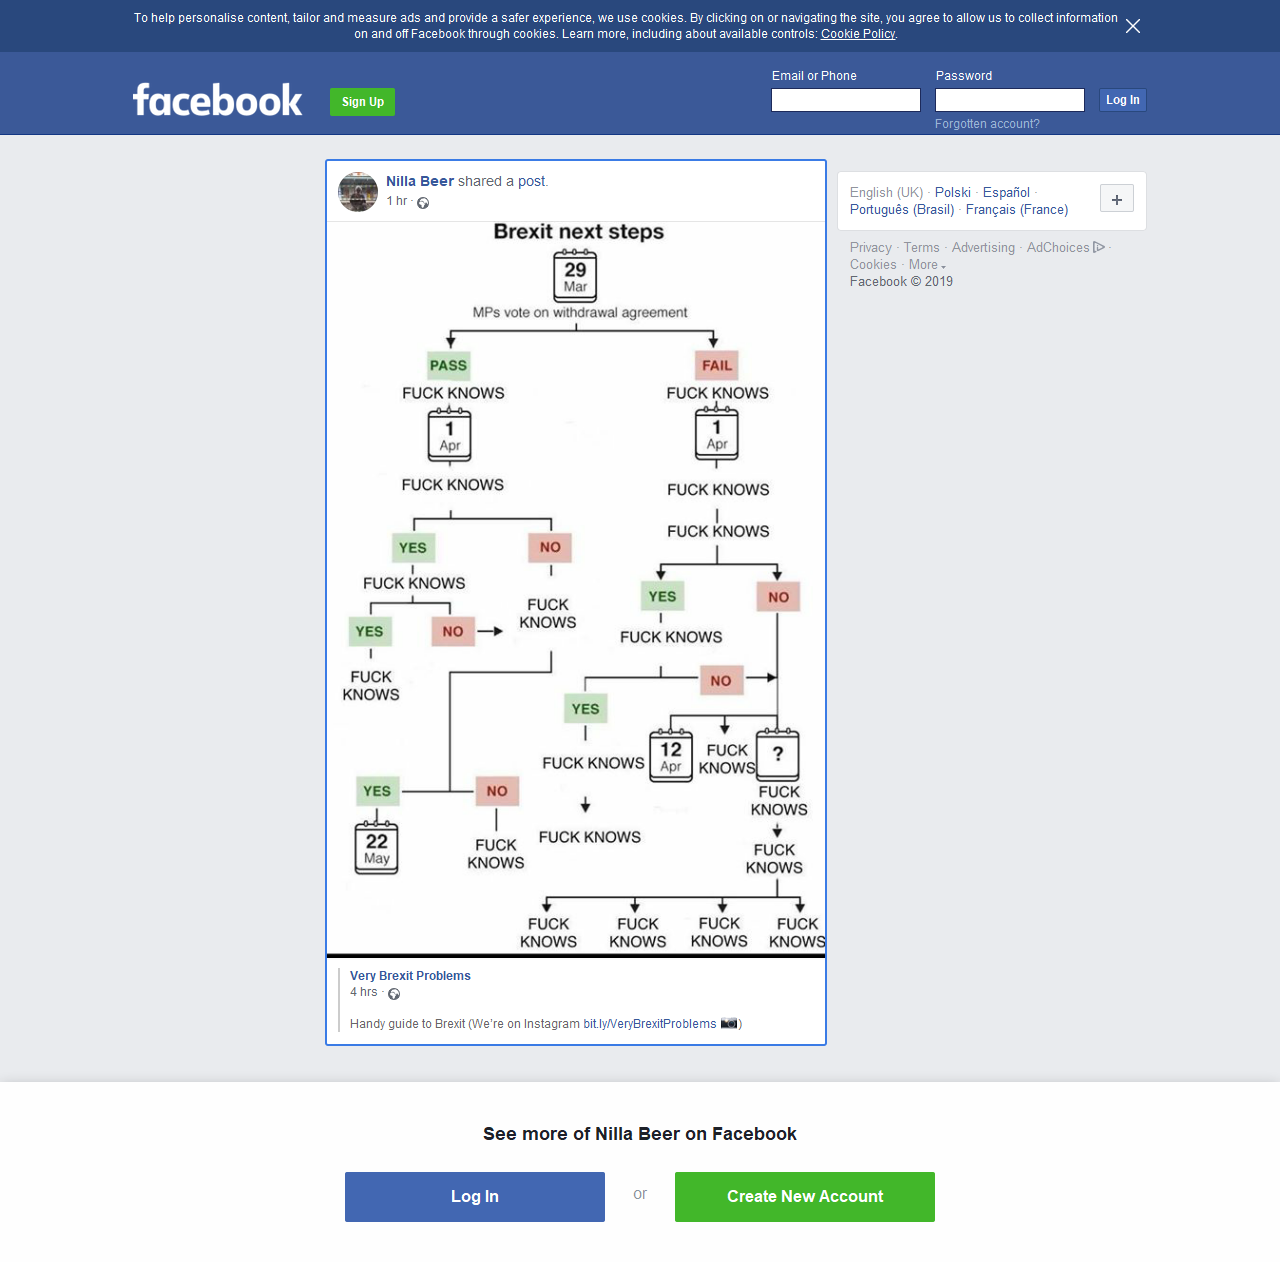 To help personalise content, tailor and measure ads and provide a safer experience, we use cookies. By clicking on or navigating the site, you agree to allow us to collect information
on and off Facebook through cookies. Learn more, including about available controls: Cookie Policy.
facebook
Sign Up
Email or Phone
Password
Log In
Forgotten account?
Nilla Beer shared a post.
1 hr ·
Brexit next steps
29
Mar
MPs vote on withdrawal agreement
PASS
FAIL
FUCK KNOWS
FUCK KNOWS
1
Apr
1
Apr
FUCK KNOWS
FUCK KNOWS
FUCK KNOWS
YES
NO
FUCK KNOWS
YES
NO
FUCK
KNOWS
YES
NO
FUCK KNOWS
FUCK
KNOWS
NO
YES
FUCK KNOWS
12
Apr
FUCK
KNOWS
?
FUCK
KNOWS
YES
NO
22
May
FUCK
KNOWS
FUCK KNOWS
FUCK
KNOWS
FUCK
KNOWS
FUCK
KNOWS
FUCK
KNOWS
FUCK
KNOWS
Very Brexit Problems
4 hrs ·
Handy guide to Brexit (We're on Instagram bit.ly/VeryBrexitProblems 📷)
English (UK) · Polski · Español ·
Português (Brasil) · Français (France)
+
Privacy · Terms · Advertising · AdChoices ·
Cookies · More
Facebook © 2019
See more of Nilla Beer on Facebook
Log In
or
Create New Account